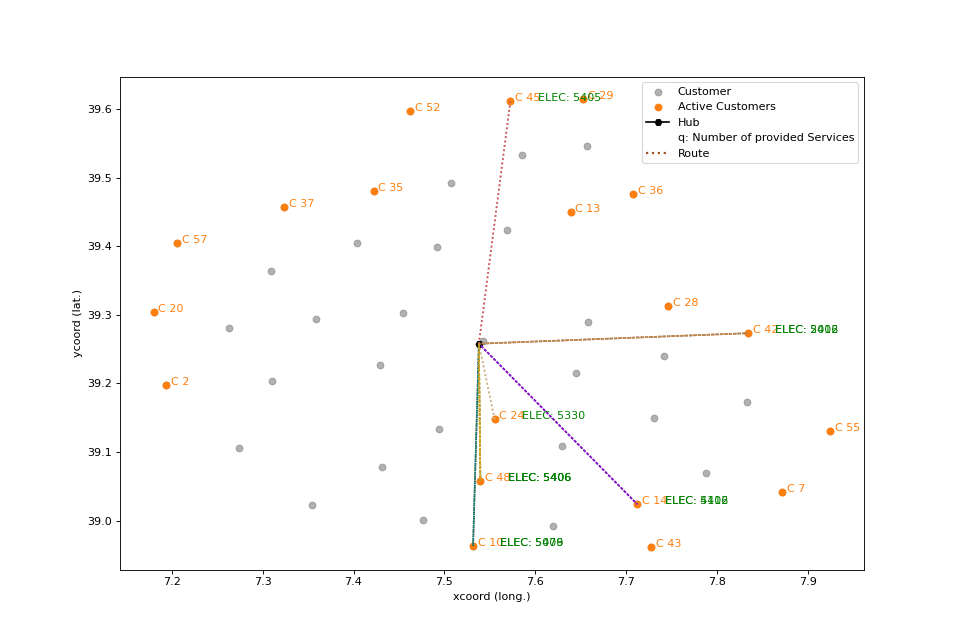 Customer
Active Customers
Hub
q: Number of provided Services
Route
39.6
39.5
39.4
39.3
39.2
39.1
39.0
ycoord (lat.)
C 52
C 45
ELEC: 5405
C 29
C 35
C 36
C 37
C 13
C 57
C 20
C 28
C 42
ELEC:
C 2
C 24
ELEC: 5330
C 55
C 48
ELEC: 5406
C 7
C 14
ELEC:
C 10
ELEC:
C 43
7.2
7.3
7.4
7.5
7.6
7.7
7.8
7.9
xcoord (long.)